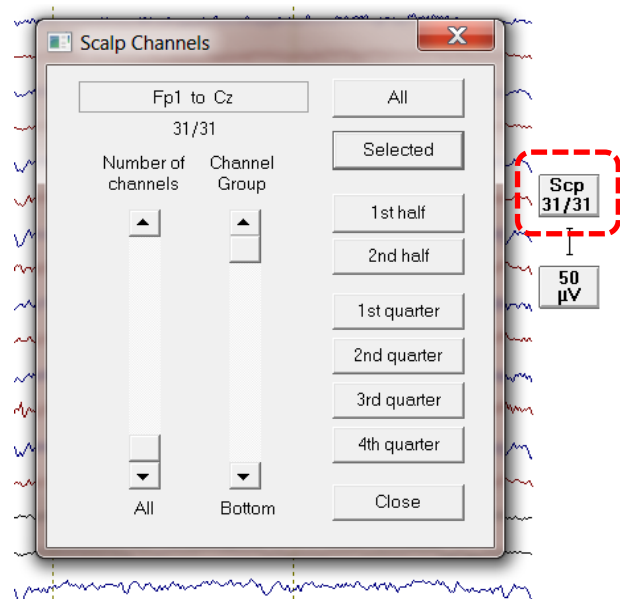 Scalp Channels
Fp1 to Cz
31/31
Number of
channels
Channel
Group
All
Bottom
All
Selected
1st half
2nd half
1st quarter
2nd quarter
3rd quarter
4th quarter
Close
Scp
31/31
50
µV